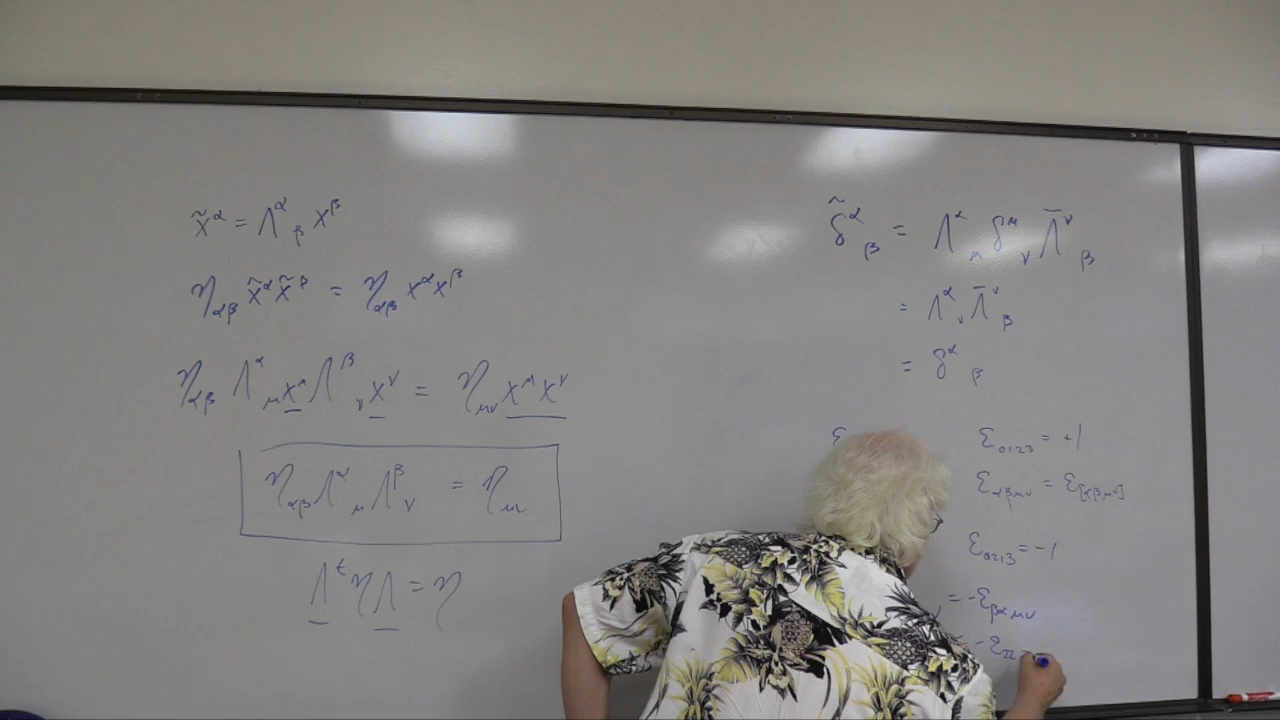 x̃^α = Λ^α_β x^β
η_αβ x̃^α x̃^β = η_αβ x^α x^β
η_αβ Λ^α_μ x^μ Λ^β_ν x^ν = η_μν x^μ x^ν
η_αβ Λ^α_μ Λ^β_ν = η_μν
Λ^t η Λ = η
δ̃^α_β = Λ^α_μ δ^μ_ν Λ̄^ν_β
= Λ^α_ν Λ̄^ν_β
= δ^α_β
ε
ε_0123 = +1
ε_αβμν = ε_[αβμν]
ε_0213 = -1
= -ε_βαμν
= -ε_22